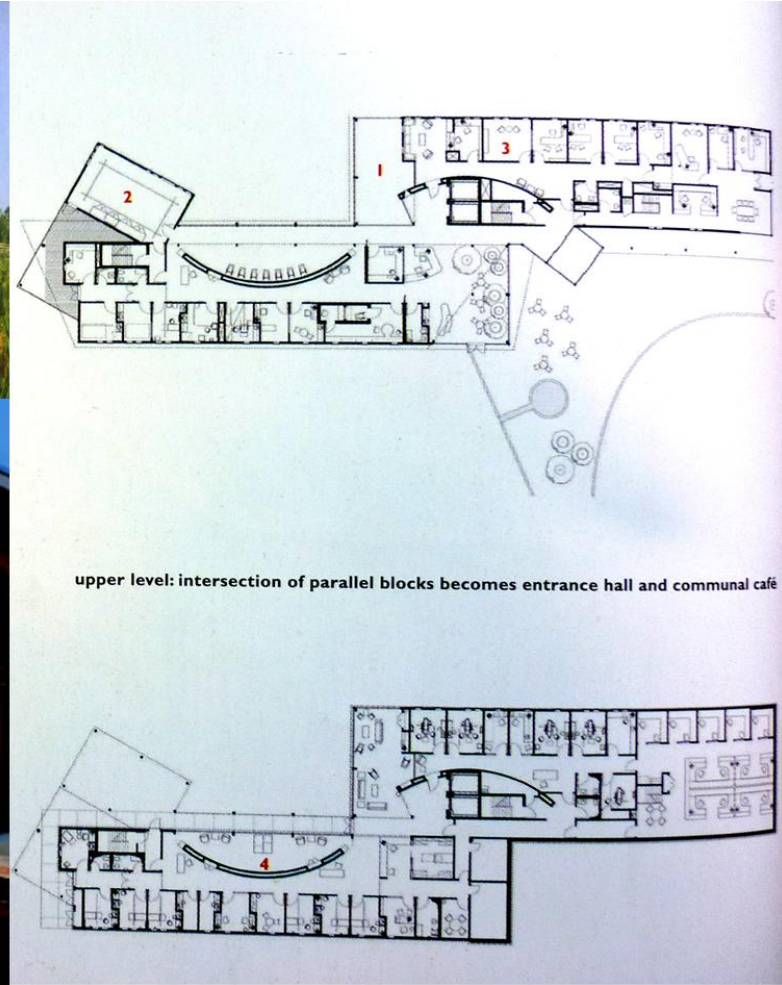 1
2
3
upper level: intersection of parallel blocks becomes entrance hall and communal café
4